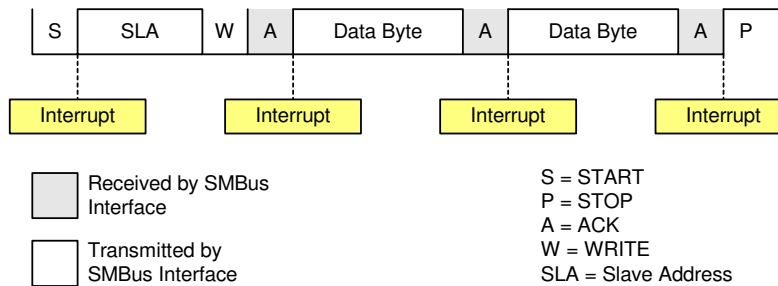 S SLA W A Data Byte A Data Byte A P
Interrupt Interrupt Interrupt Interrupt
Received by SMBus
Interface
Transmitted by
SMBus Interface
S = START
P = STOP
A = ACK
W = WRITE
SLA = Slave Address